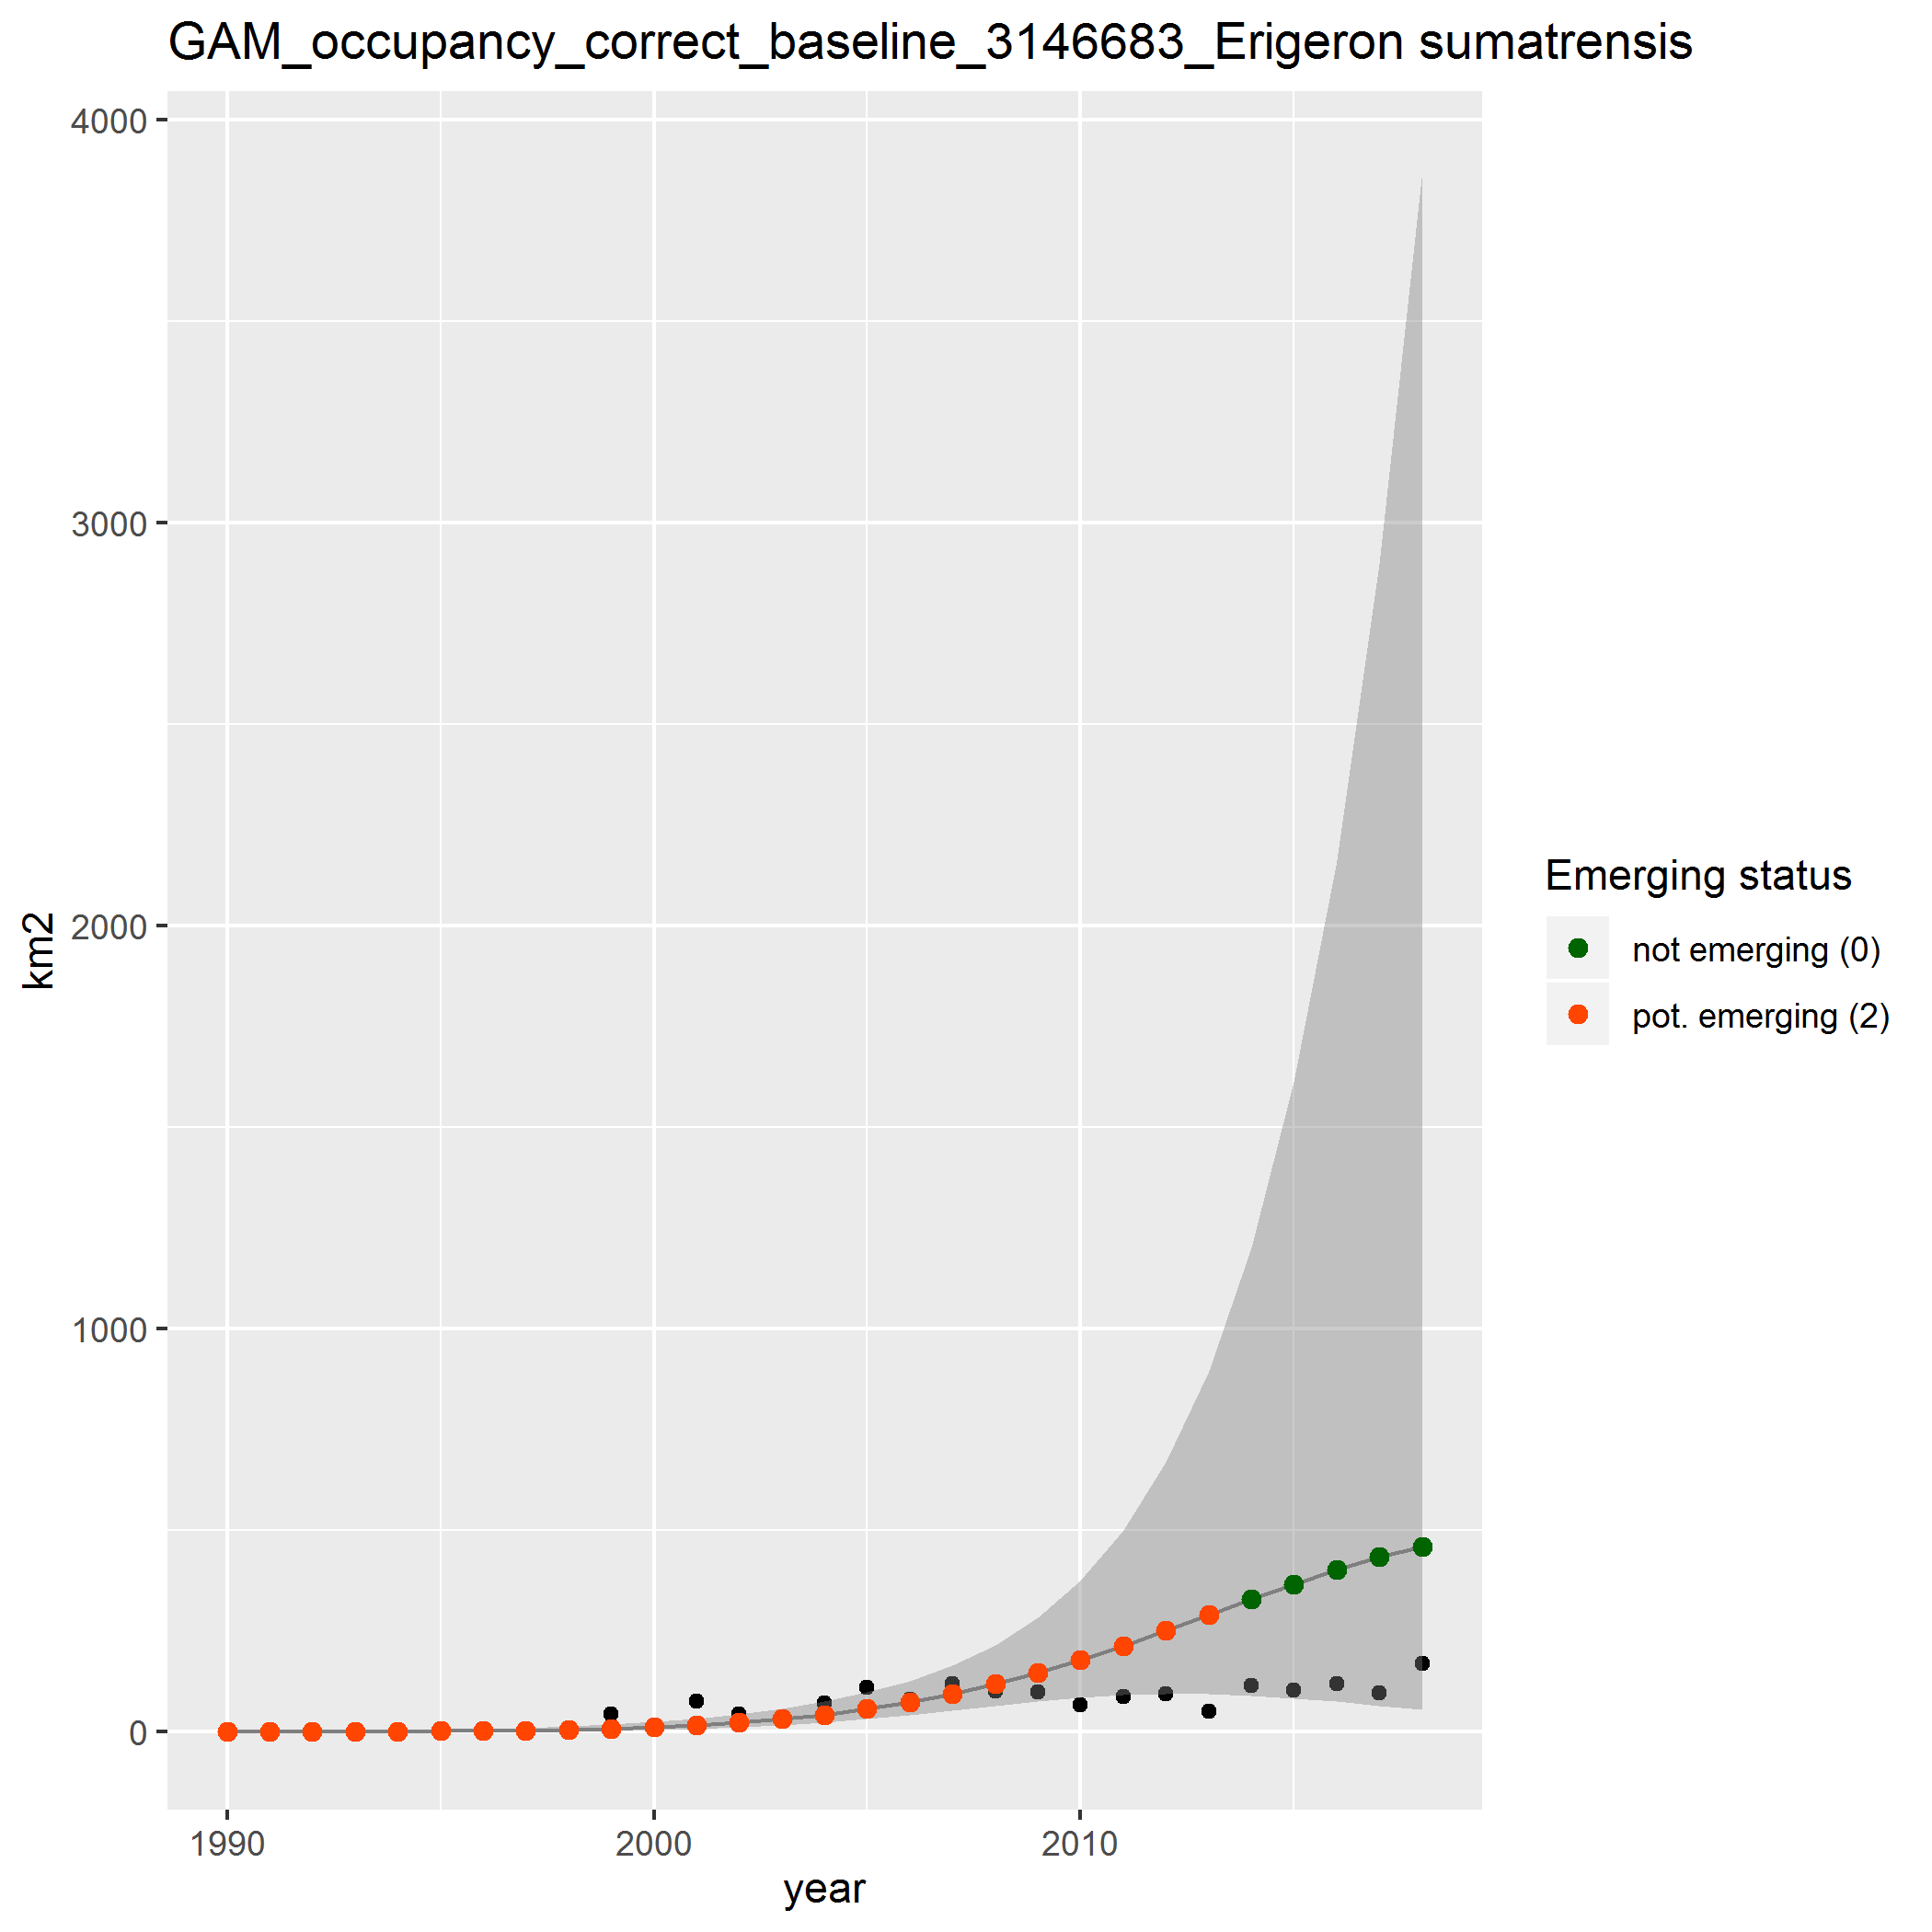 GAM_occupancy_correct_baseline_3146683_Erigeron sumatrensis
4000
3000
2000
1000
0
km2
1990
2000
2010
year
Emerging status
not emerging (0)
pot. emerging (2)